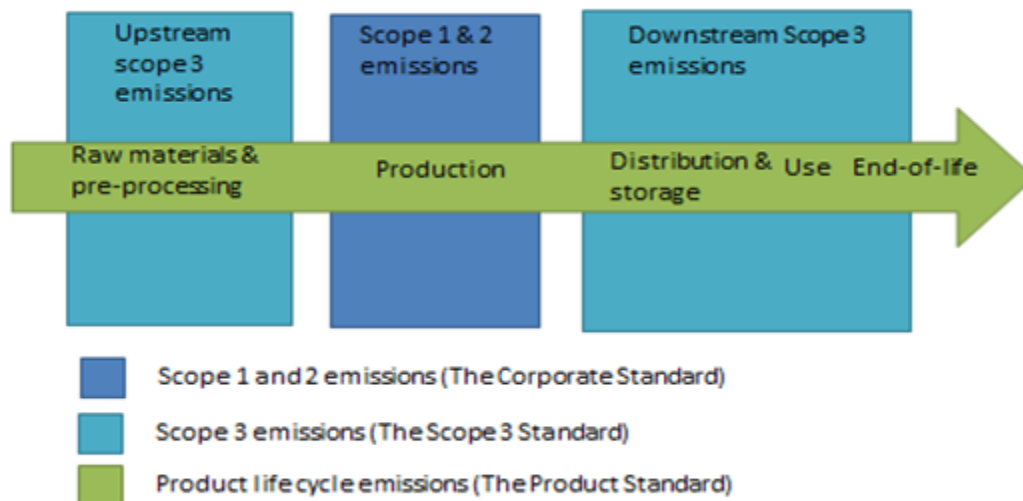 Upstream
scope 3
emissions
Scope 1 & 2
emissions
Downstream Scope 3
emissions
Raw materials &
pre-processing
Production
Distribution &
storage
Use
End-of-life
Scope 1 and 2 emissions (The Corporate Standard)
Scope 3 emissions (The Scope 3 Standard)
Product life cycle emissions (The Product Standard)